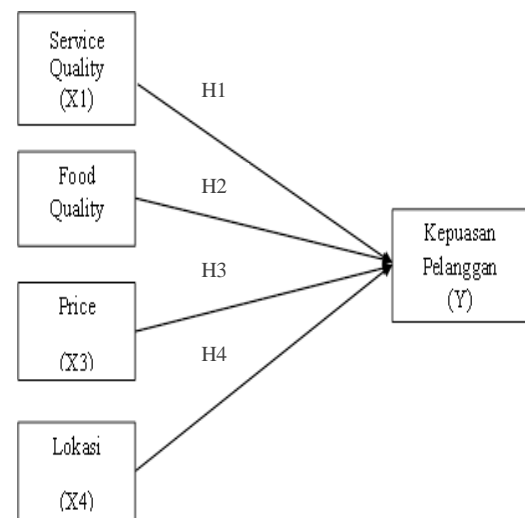 Service
Quality
(X1)
H1
Food
Quality
H2
Kepuasan
Pelanggan
(Y)
H3
Price
(X3)
H4
Lokasi
(X4)